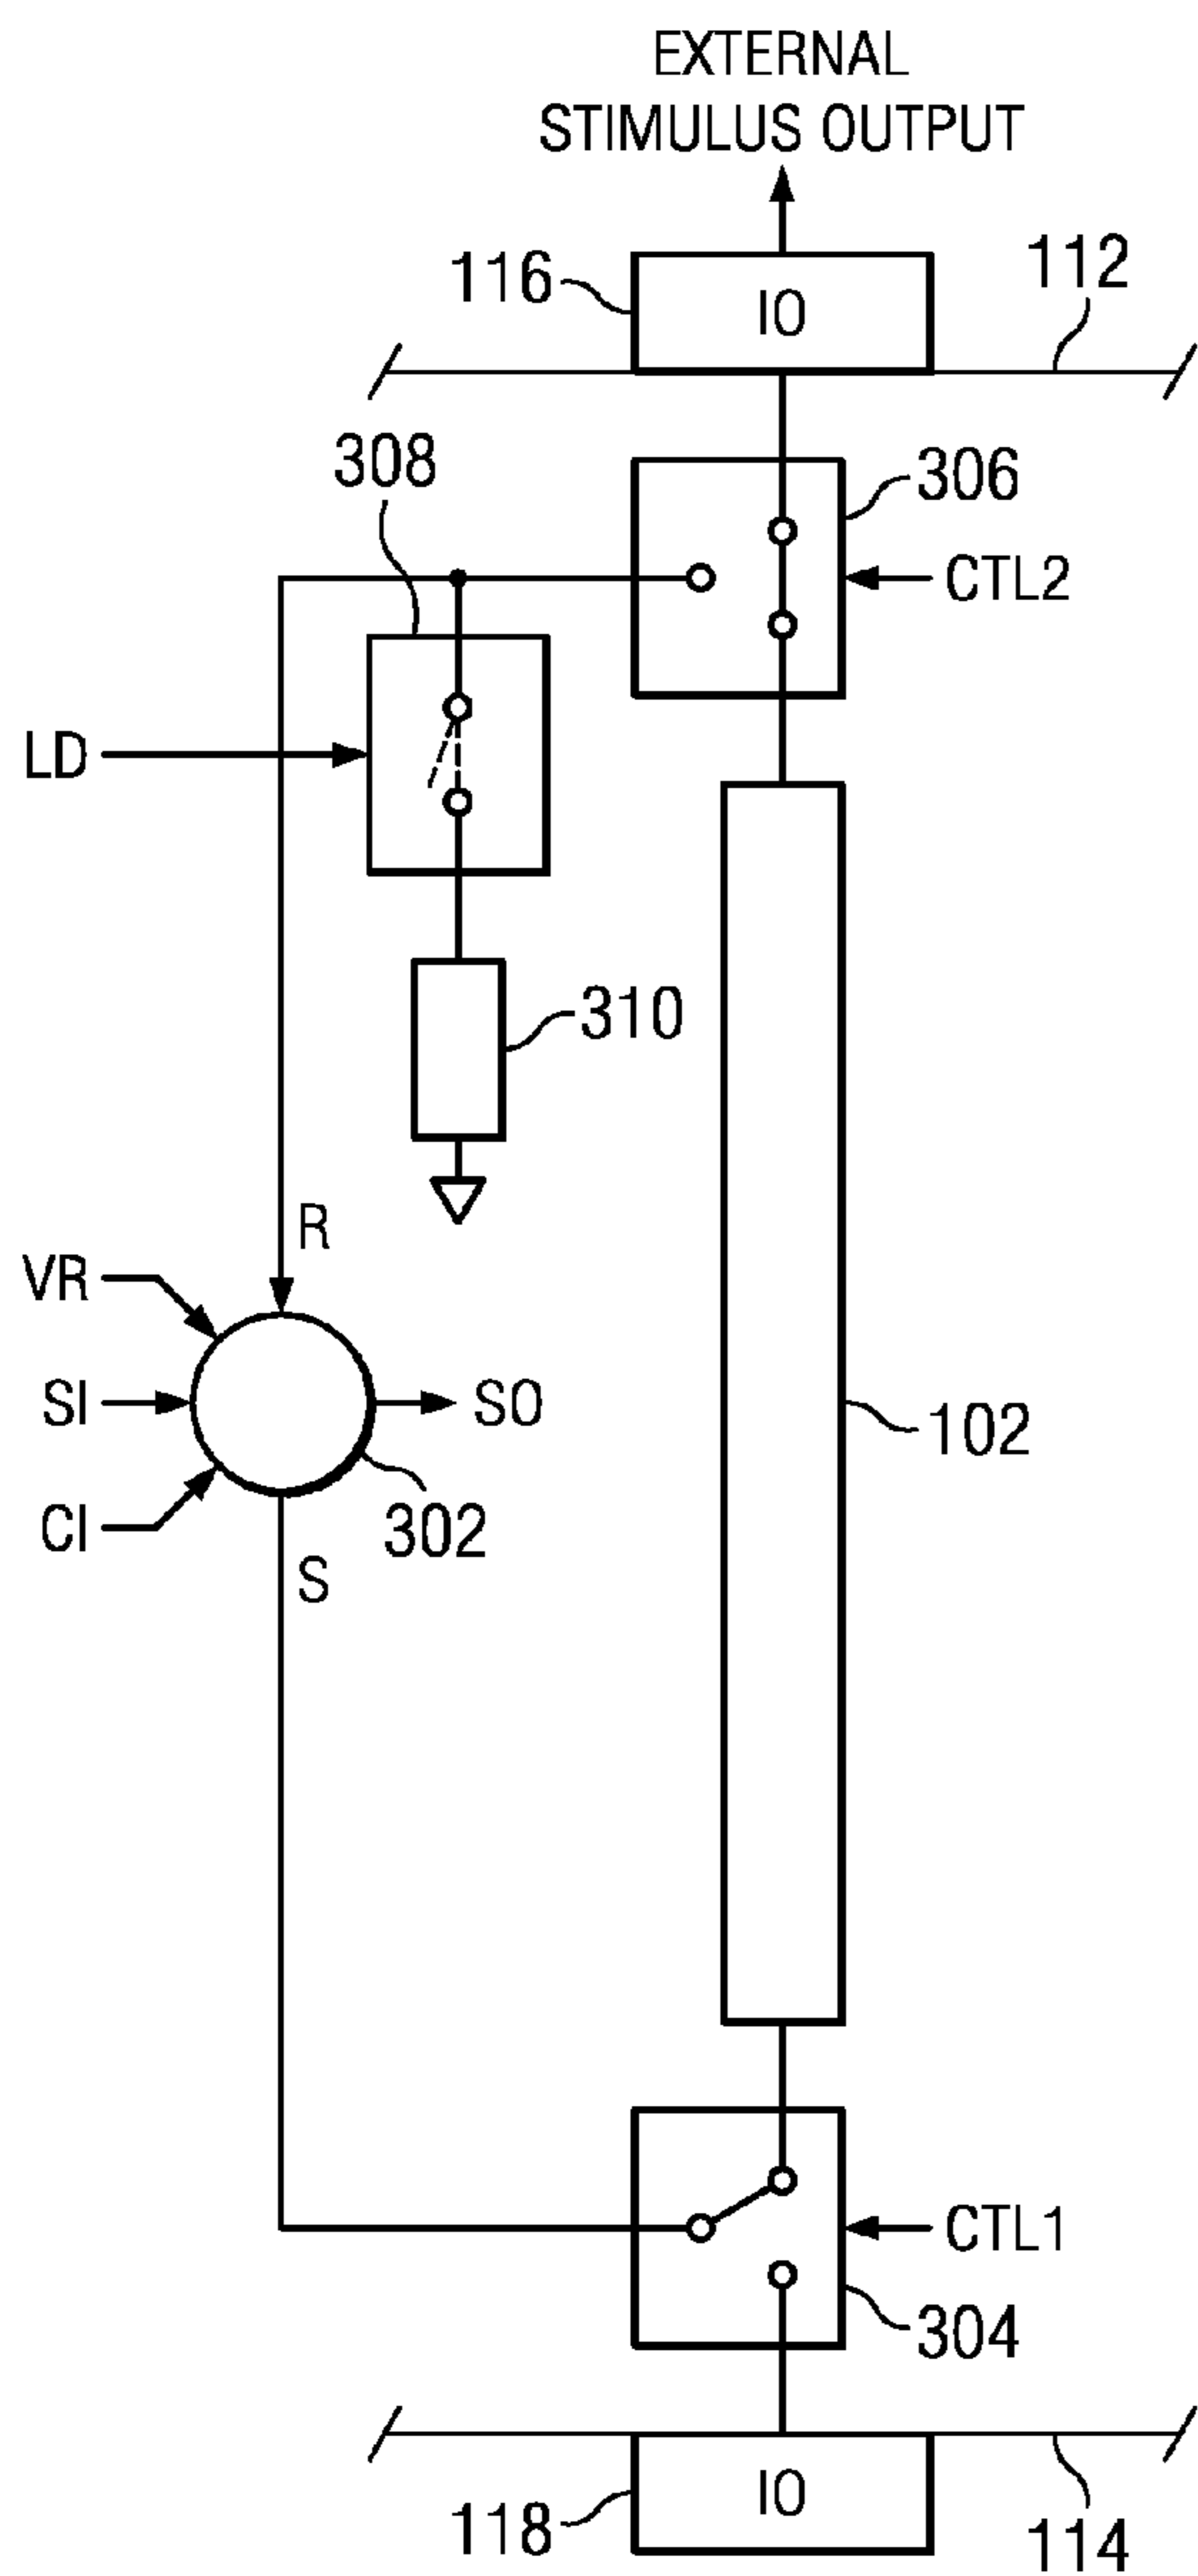 EXTERNAL
STIMULUS OUTPUT
116
IO
112
308
306
CTL2
LD
310
R
VR
SI
SO
102
CI
302
S
CTL1
304
118
IO
114